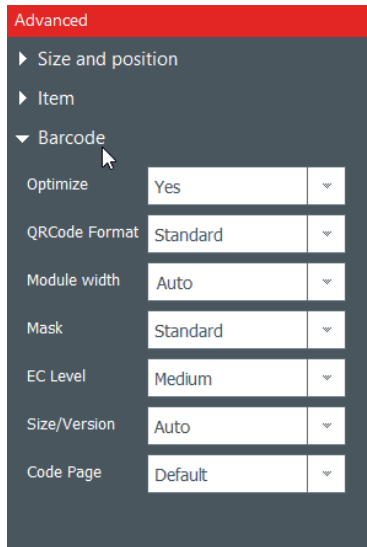 Advanced
Size and position
Item
Barcode
Optimize Yes
QRCode Format Standard
Module width Auto
Mask Standard
EC Level Medium
Size/Version Auto
Code Page Default